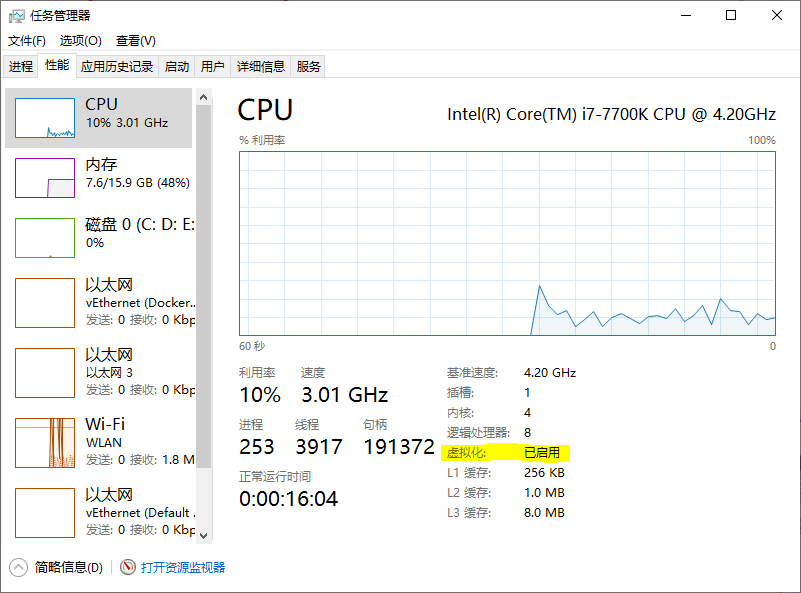 任务管理器
文件(F) 选项(O) 查看(V)
进程 性能 应用历史记录 启动 用户 详细信息 服务
CPU
10% 3.01 GHz
内存
7.6/15.9 GB (48%)
磁盘 0 (C: D: E:
0%
以太网
vEthernet (Docker..
发送: 0 接收: 0 Kbp
以太网
以太网 3
发送: 0 接收: 0 Kbp
Wi-Fi
WLAN
发送: 0 接收: 1.8 M
以太网
vEthernet (Default .
发送: 0 接收: 0 Kbp
CPU
Intel(R) Core(TM) i7-7700K CPU @ 4.20GHz
% 利用率 100%
60 秒 0
利用率 速度
10% 3.01 GHz
进程 线程 句柄
253 3917 191372
正常运行时间
0:00:16:04
基准速度: 4.20 GHz
插槽: 1
内核: 4
逻辑处理器: 8
虚拟化: 已启用
L1 缓存: 256 KB
L2 缓存: 1.0 MB
L3 缓存: 8.0 MB
简略信息(D) 打开资源监视器